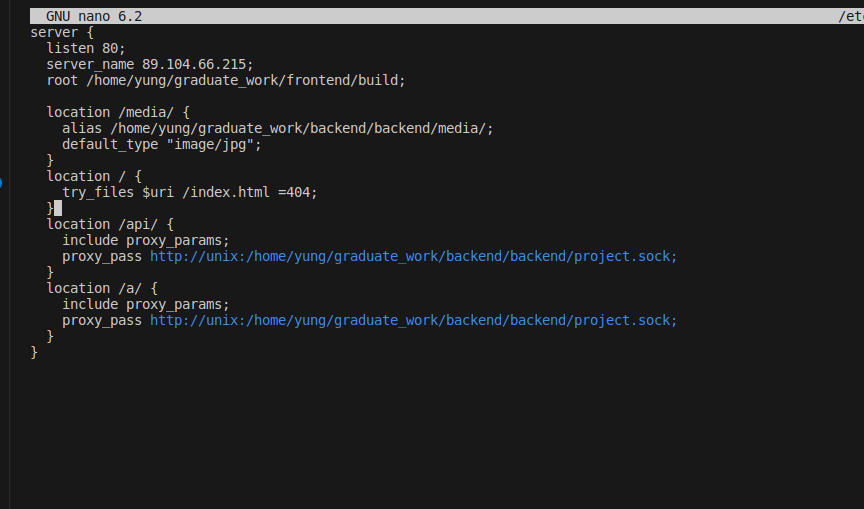 GNU nano 6.2 /etc
server {
listen 80;
server_name 89.104.66.215;
root /home/yung/graduate_work/frontend/build;
location /media/ {
alias /home/yung/graduate_work/backend/backend/media/;
default_type "image/jpg";
}
location / {
try_files $uri /index.html =404;
}
location /api/ {
include proxy_params;
proxy_pass http://unix:/home/yung/graduate_work/backend/backend/project.sock;
}
location /a/ {
include proxy_params;
proxy_pass http://unix:/home/yung/graduate_work/backend/backend/project.sock;
}
}